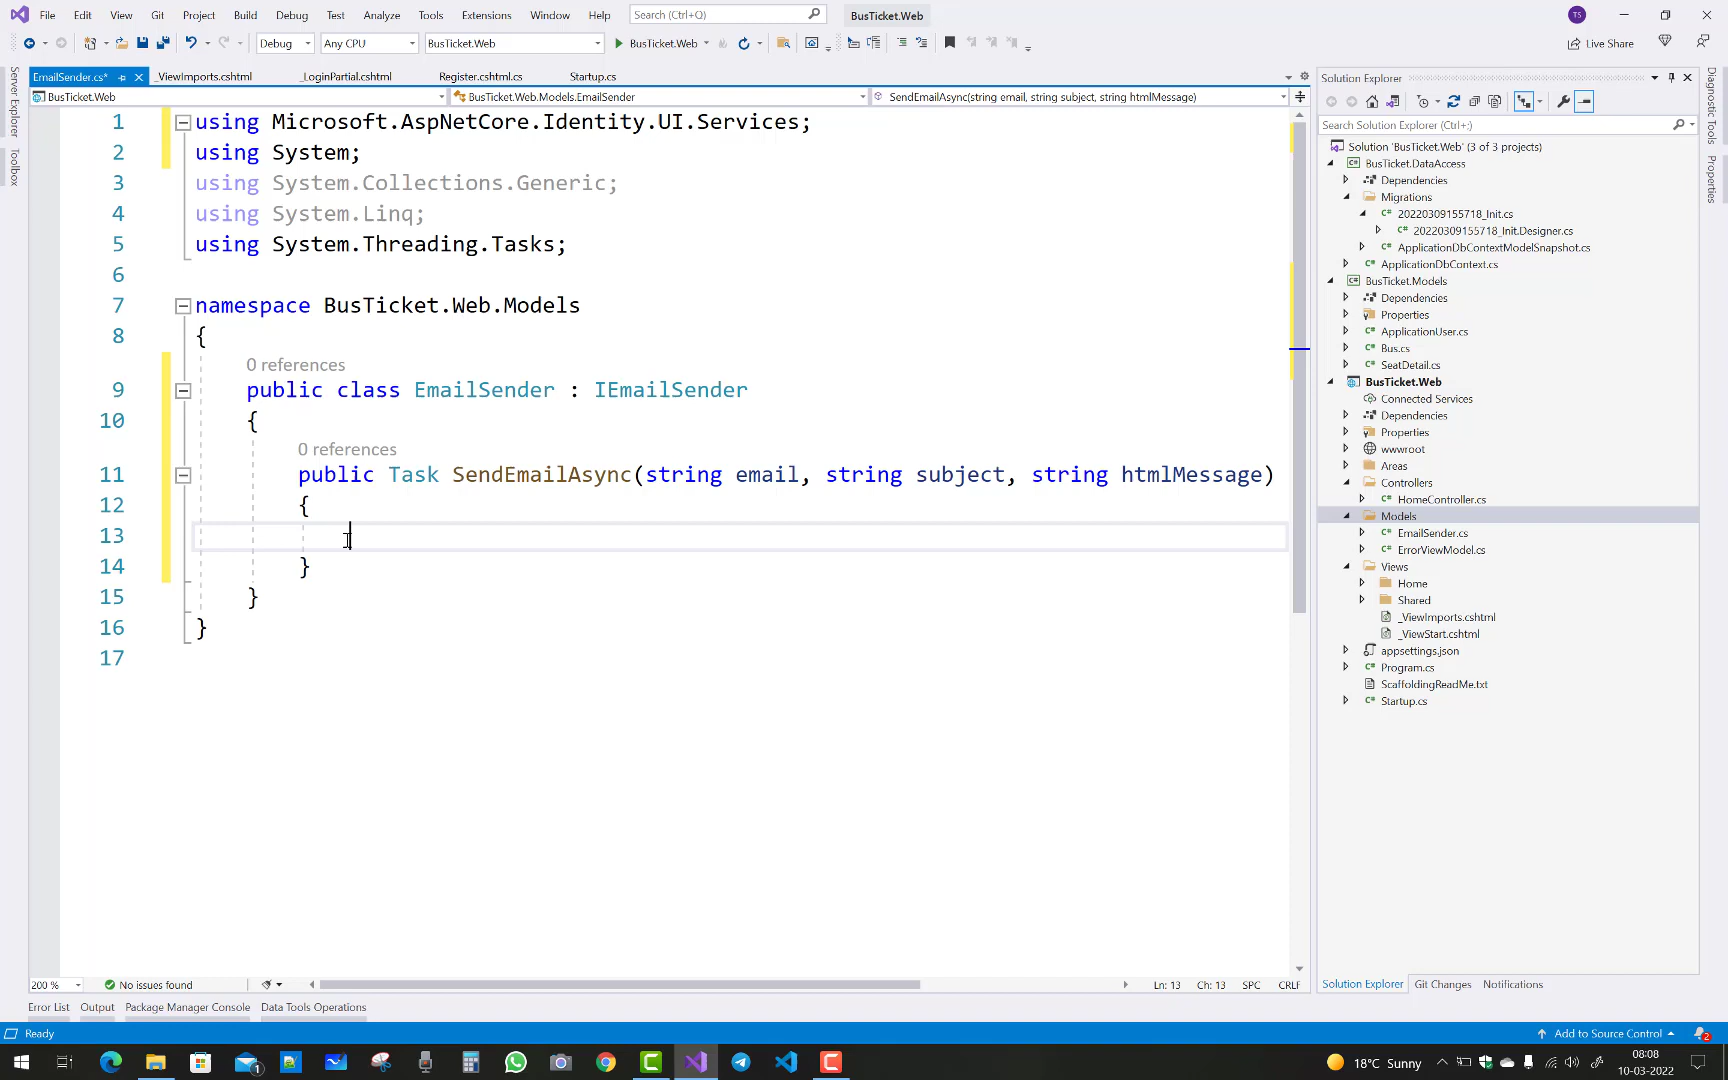 File Edit View Git Project Build Debug Test Analyze Tools Extensions Window Help Search (Ctrl+Q) BusTicket.Web TS
Debug Any CPU BusTicket.Web BusTicket.Web Live Share
EmailSender.cs* _ViewImports.cshtml _LoginPartial.cshtml Register.cshtml.cs Startup.cs
BusTicket.Web BusTicket.Web.Models.EmailSender SendEmailAsync(string email, string subject, string htmlMessage)
Server Explorer
Toolbox
1 using Microsoft.AspNetCore.Identity.UI.Services;
2 using System;
3 using System.Collections.Generic;
4 using System.Linq;
5 using System.Threading.Tasks;
6
7 namespace BusTicket.Web.Models
8 {
0 references
9 public class EmailSender : IEmailSender
10 {
0 references
11 public Task SendEmailAsync(string email, string subject, string htmlMessage)
12 {
13
14 }
15 }
16 }
17
200 % No issues found Ln: 13 Ch: 13 SPC CRLF
Error List Output Package Manager Console Data Tools Operations
Solution Explorer
Search Solution Explorer (Ctrl+;)
Solution 'BusTicket.Web' (3 of 3 projects)
BusTicket.DataAccess
Dependencies
Migrations
20220309155718_Init.cs
20220309155718_Init.Designer.cs
ApplicationDbContextModelSnapshot.cs
ApplicationDbContext.cs
BusTicket.Models
Dependencies
Properties
ApplicationUser.cs
Bus.cs
SeatDetail.cs
BusTicket.Web
Connected Services
Dependencies
Properties
wwwroot
Areas
Controllers
HomeController.cs
Models
EmailSender.cs
ErrorViewModel.cs
Views
Home
Shared
_ViewImports.cshtml
_ViewStart.cshtml
appsettings.json
Program.cs
ScaffoldingReadMe.txt
Startup.cs
Solution Explorer Git Changes Notifications
Diagnostic Tools
Properties
Ready Add to Source Control 2
1 18°C Sunny 08:08
10-03-2022